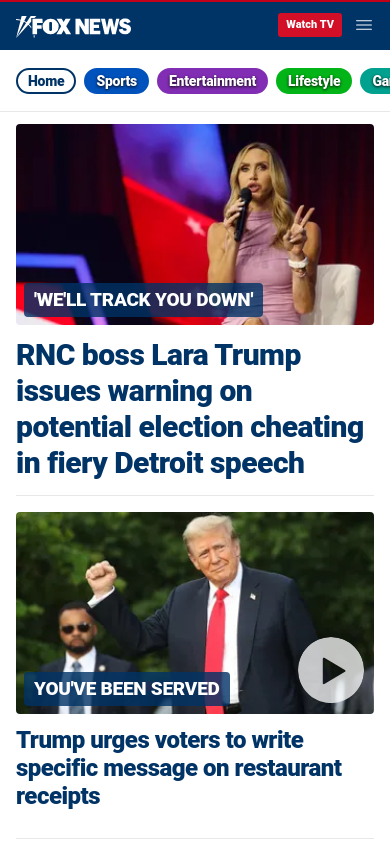 FOX NEWS
Watch TV
Home
Sports
Entertainment
Lifestyle
'WE'LL TRACK YOU DOWN'
RNC boss Lara Trump
issues warning on
potential election cheating
in fiery Detroit speech
YOU'VE BEEN SERVED
Trump urges voters to write
specific message on restaurant
receipts